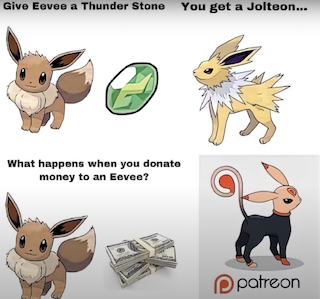 Give Eevee a Thunder Stone
You get a Jolteon...
What happens when you donate
money to an Eevee?
patreon